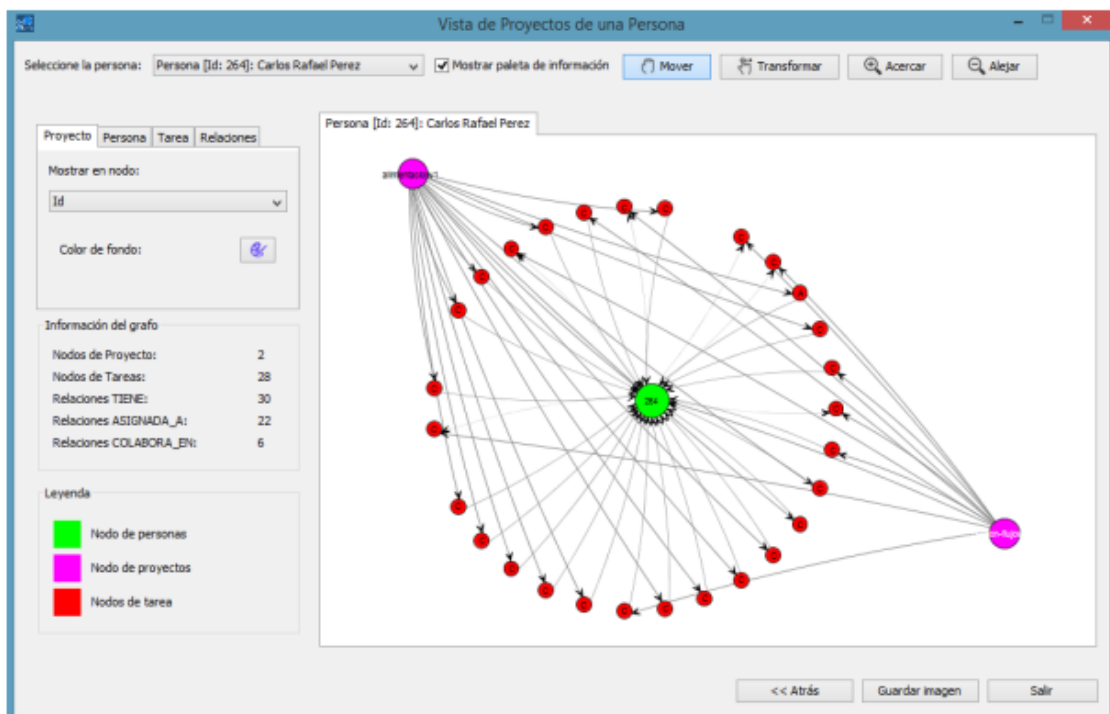 Vista de Proyectos de una Persona
Seleccione la persona: Persona [Id: 264]: Carlos Rafael Perez Mostrar paleta de información Mover Transformar Acercar Alejar
Proyecto Persona Tarea Relaciones
Mostrar en nodo:
Id
Color de fondo:
Información del grafo
Nodos de Proyecto: 2
Nodos de Tareas: 28
Relaciones TIENE: 30
Relaciones ASIGNADA_A: 22
Relaciones COLABORA_EN: 6
Leyenda
Nodo de personas
Nodo de proyectos
Nodos de tarea
Persona [Id: 264]: Carlos Rafael Perez
264
<< Atrás Guardar imagen Salir